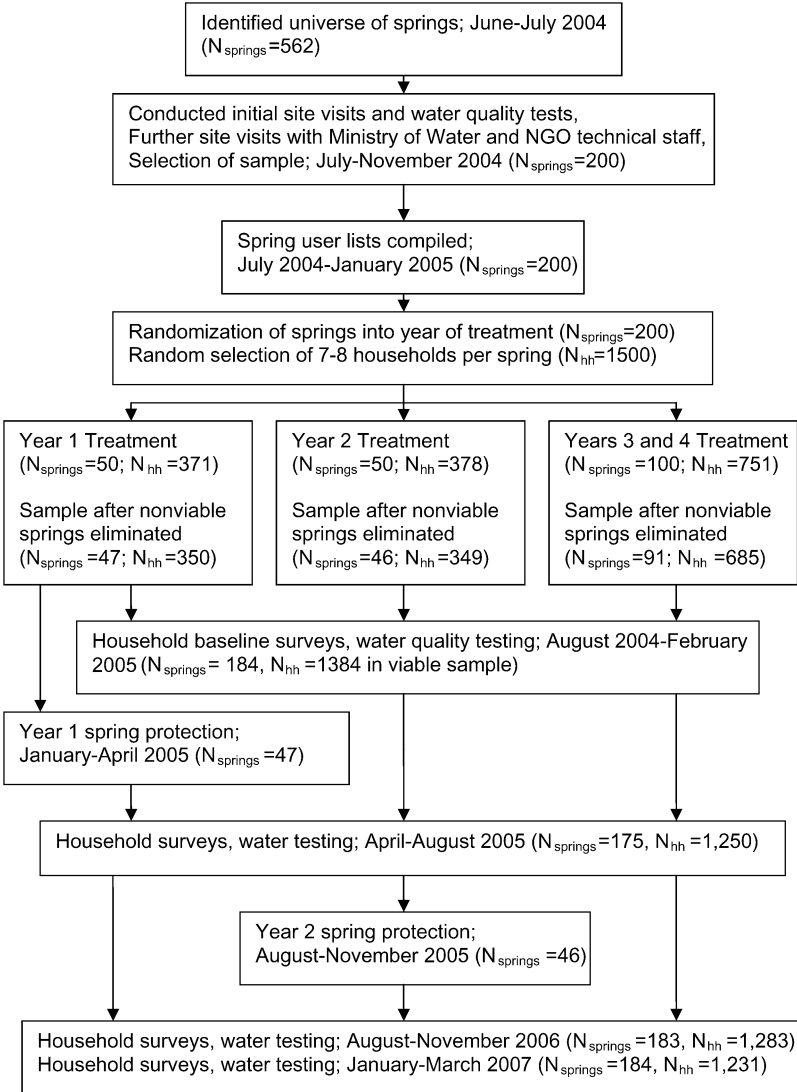 Identified universe of springs; June-July 2004
(Nsprings=562)
Conducted initial site visits and water quality tests,
Further site visits with Ministry of Water and NGO technical staff,
Selection of sample; July-November 2004 (Nsprings=200)
Spring user lists compiled;
July 2004-January 2005 (Nsprings=200)
Randomization of springs into year of treatment (Nsprings=200)
Random selection of 7-8 households per spring (Nhh=1500)
Year 1 Treatment
(Nsprings=50; Nhh=371)
Sample after nonviable
springs eliminated
(Nsprings=47; Nhh=350)
Year 2 Treatment
(Nsprings=50; Nhh=378)
Sample after nonviable
springs eliminated
(Nsprings=46; Nhh=349)
Years 3 and 4 Treatment
(Nsprings=100; Nhh=751)
Sample after nonviable
springs eliminated
(Nsprings=91; Nhh =685)
Household baseline surveys, water quality testing; August 2004-February
2005 (Nsprings= 184, Nhh =1384 in viable sample)
Year 1 spring protection;
January-April 2005 (Nsprings =47)
Household surveys, water testing; April-August 2005 (Nsprings=175, Nhh =1,250)
Year 2 spring protection;
August-November 2005 (Nsprings =46)
Household surveys, water testing; August-November 2006 (Nsprings=183, Nhh =1,283)
Household surveys, water testing; January-March 2007 (Nsprings=184, Nhh =1,231)